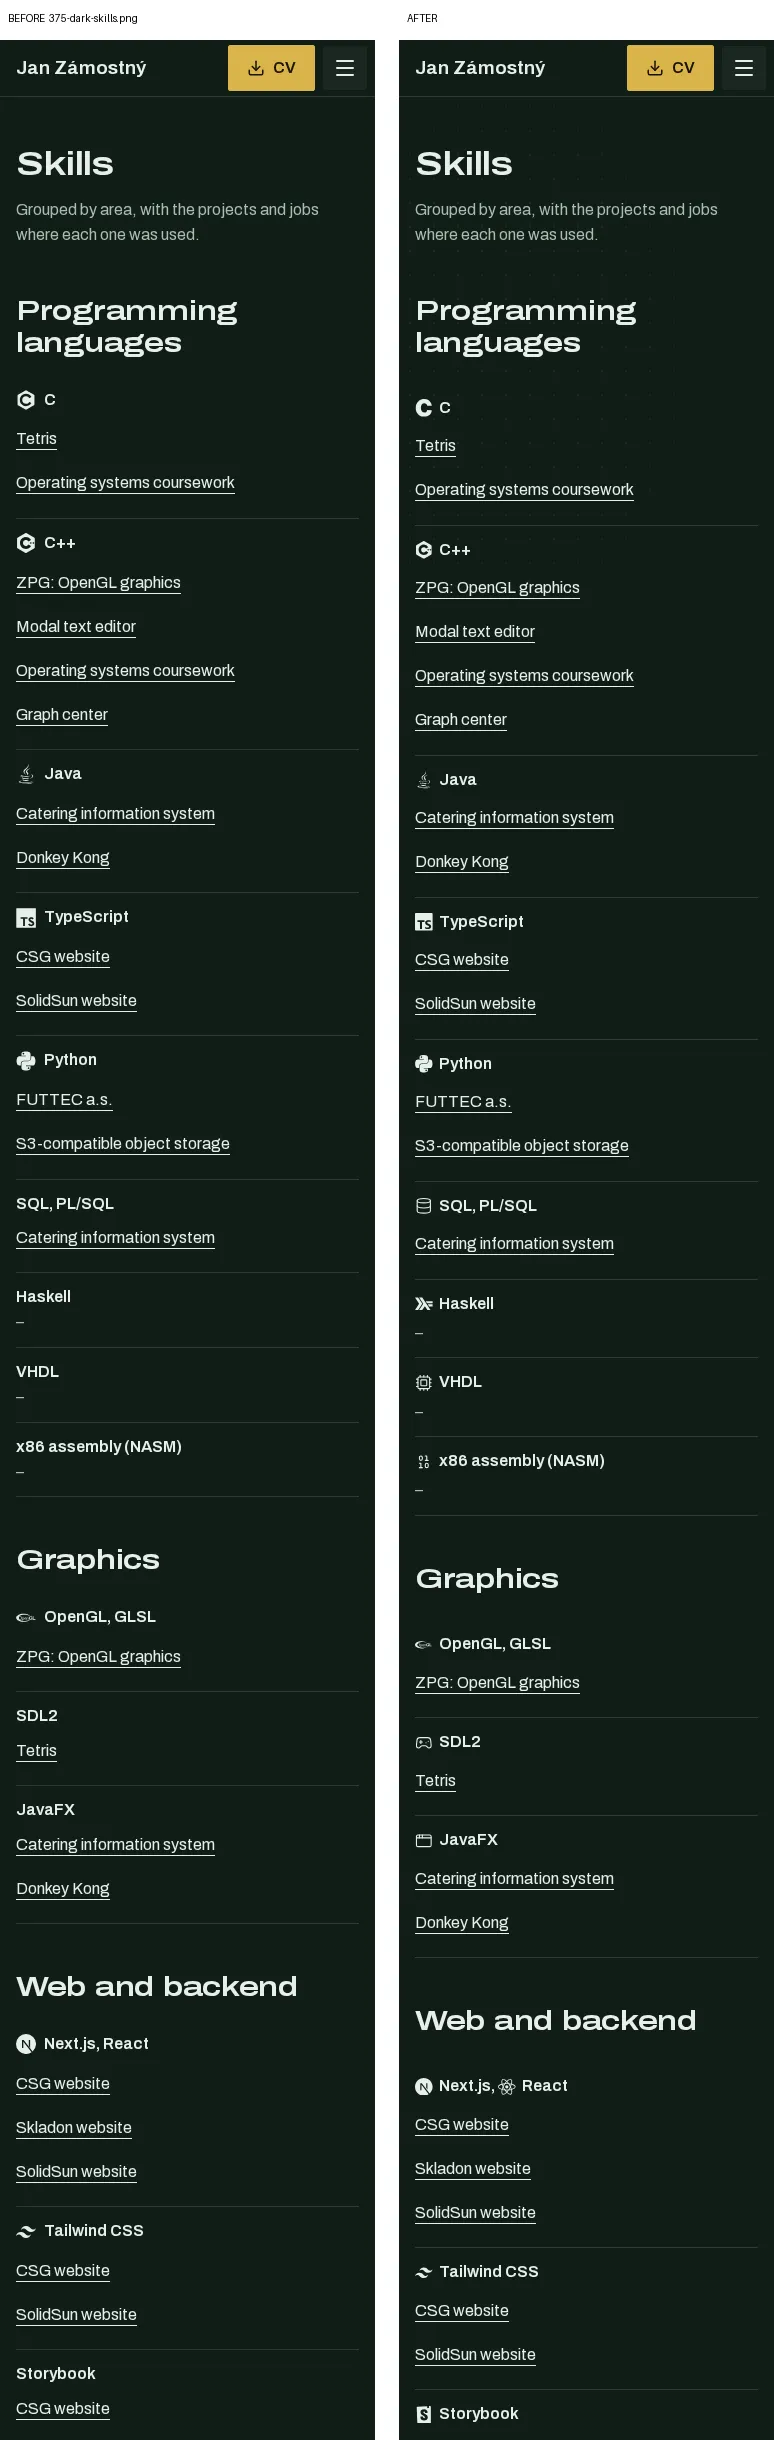 BEFORE 375-dark-skills.png
Jan Zámostný
CV
Skills
Grouped by area, with the projects and jobs
where each one was used.
Programming
languages
C
Tetris
Operating systems coursework
C++
ZPG: OpenGL graphics
Modal text editor
Operating systems coursework
Graph center
Java
Catering information system
Donkey Kong
TS TypeScript
CSG website
SolidSun website
Python
FUTTEC a.s.
S3-compatible object storage
SQL, PL/SQL
Catering information system
Haskell
–
VHDL
–
x86 assembly (NASM)
–
Graphics
OpenGL, GLSL
ZPG: OpenGL graphics
SDL2
Tetris
JavaFX
Catering information system
Donkey Kong
Web and backend
N Next.js, React
CSG website
Skladon website
SolidSun website
Tailwind CSS
CSG website
SolidSun website
Storybook
CSG website
AFTER
Jan Zámostný
CV
Skills
Grouped by area, with the projects and jobs
where each one was used.
Programming
languages
C C
Tetris
Operating systems coursework
C++
ZPG: OpenGL graphics
Modal text editor
Operating systems coursework
Graph center
Java
Catering information system
Donkey Kong
TS TypeScript
CSG website
SolidSun website
Python
FUTTEC a.s.
S3-compatible object storage
SQL, PL/SQL
Catering information system
Haskell
–
VHDL
–
01
10
x86 assembly (NASM)
–
Graphics
OpenGL, GLSL
ZPG: OpenGL graphics
SDL2
Tetris
JavaFX
Catering information system
Donkey Kong
Web and backend
N Next.js, React
CSG website
Skladon website
SolidSun website
Tailwind CSS
CSG website
SolidSun website
S Storybook